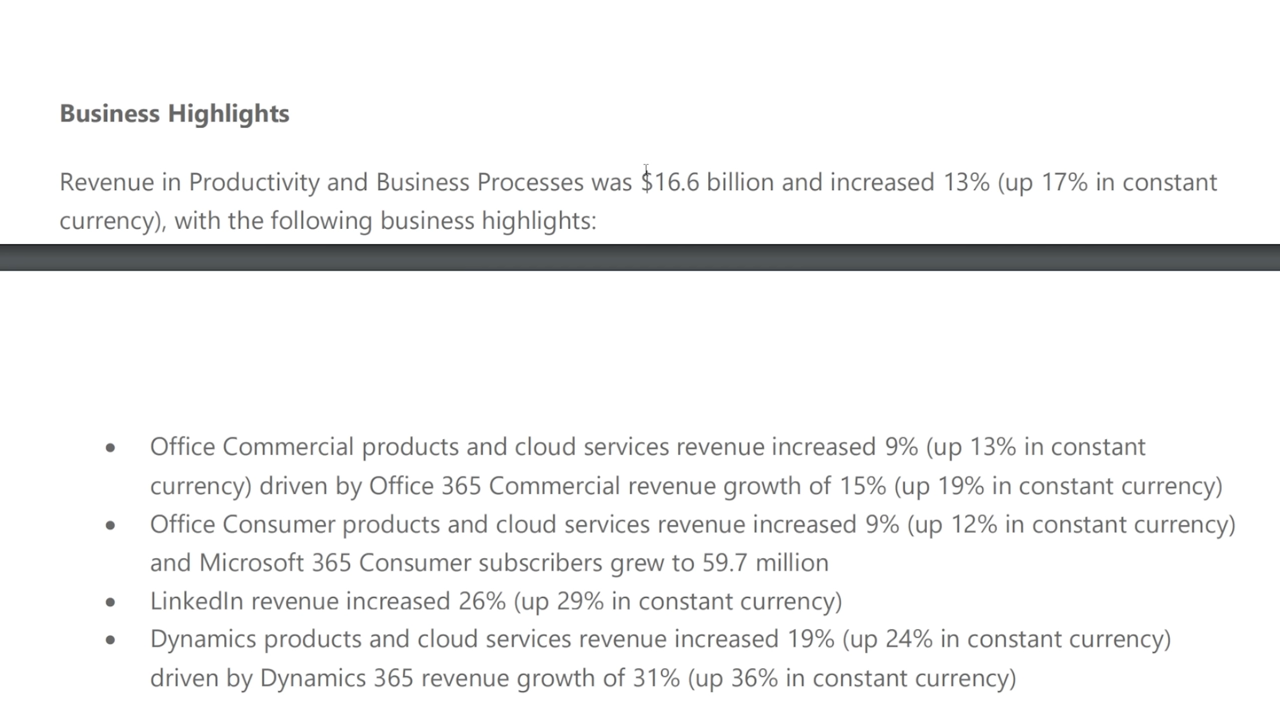 Business Highlights
Revenue in Productivity and Business Processes was $16.6 billion and increased 13% (up 17% in constant
currency), with the following business highlights:
• Office Commercial products and cloud services revenue increased 9% (up 13% in constant
currency) driven by Office 365 Commercial revenue growth of 15% (up 19% in constant currency)
• Office Consumer products and cloud services revenue increased 9% (up 12% in constant currency)
and Microsoft 365 Consumer subscribers grew to 59.7 million
• LinkedIn revenue increased 26% (up 29% in constant currency)
• Dynamics products and cloud services revenue increased 19% (up 24% in constant currency)
driven by Dynamics 365 revenue growth of 31% (up 36% in constant currency)